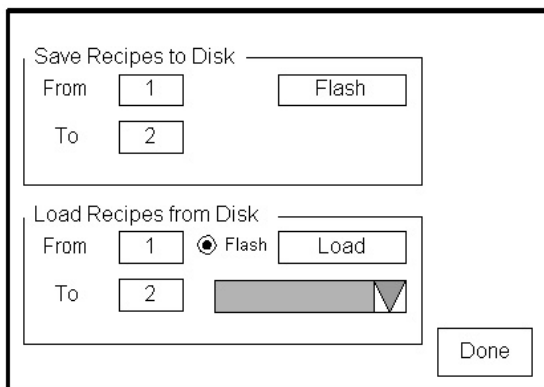 Save Recipes to Disk
From 1 Flash
To 2
Load Recipes from Disk
From 1 Flash Load
To 2
Done